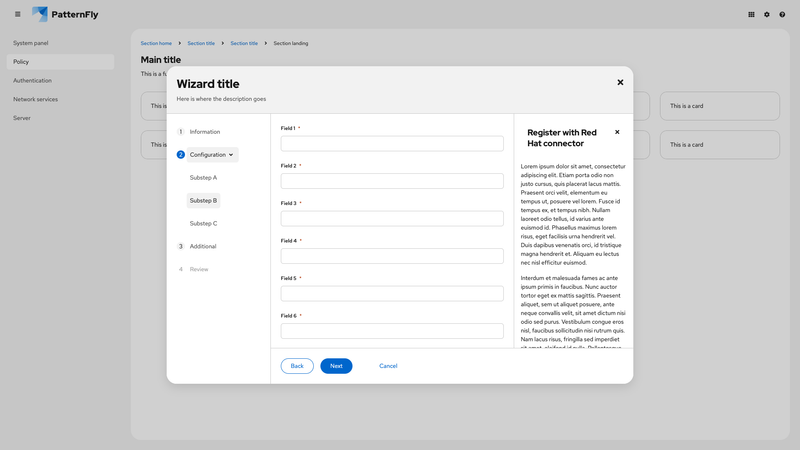 PatternFly
System panel
Policy
Authentication
Network services
Server
Section home
Section title
Section title
Section landing
Main title
This is a
This is
This is a card
This is
This is a card
Wizard title
Here is where the description goes
1 Information
2 Configuration
Substep A
Substep B
Substep C
3 Additional
4 Review
Field 1 *
Field 2 *
Field 3 *
Field 4 *
Field 5 *
Field 6 *
Register with Red
Hat connector
Lorem ipsum dolor sit amet, consectetur
adipiscing elit. Etiam porta odio non
justo cursus, quis placerat lacus mattis.
Praesent orci velit, elementum eu
tempus ut, posuere vel lorem. Fusce id
tempus ex, et tempus nibh. Nullam
laoreet odio tellus, id varius ante
euismod id. Phasellus maximus lorem
risus, eget facilisis urna hendrerit vel.
Duis dapibus venenatis orci, id tristique
magna hendrerit et. Aliquam eu lectus
nec nisl efficitur euismod.
Interdum et malesuada fames ac ante
ipsum primis in faucibus. Nunc auctor
tortor eget ex mattis sagittis. Praesent
aliquet, sem ut aliquet posuere, ante
neque convallis velit, sit amet dictum nisi
odio sed purus. Vestibulum congue eros
nisl, faucibus sollicitudin nisi rutrum quis.
Nam lacus risus, fringilla sed imperdiet
Back
Next
Cancel